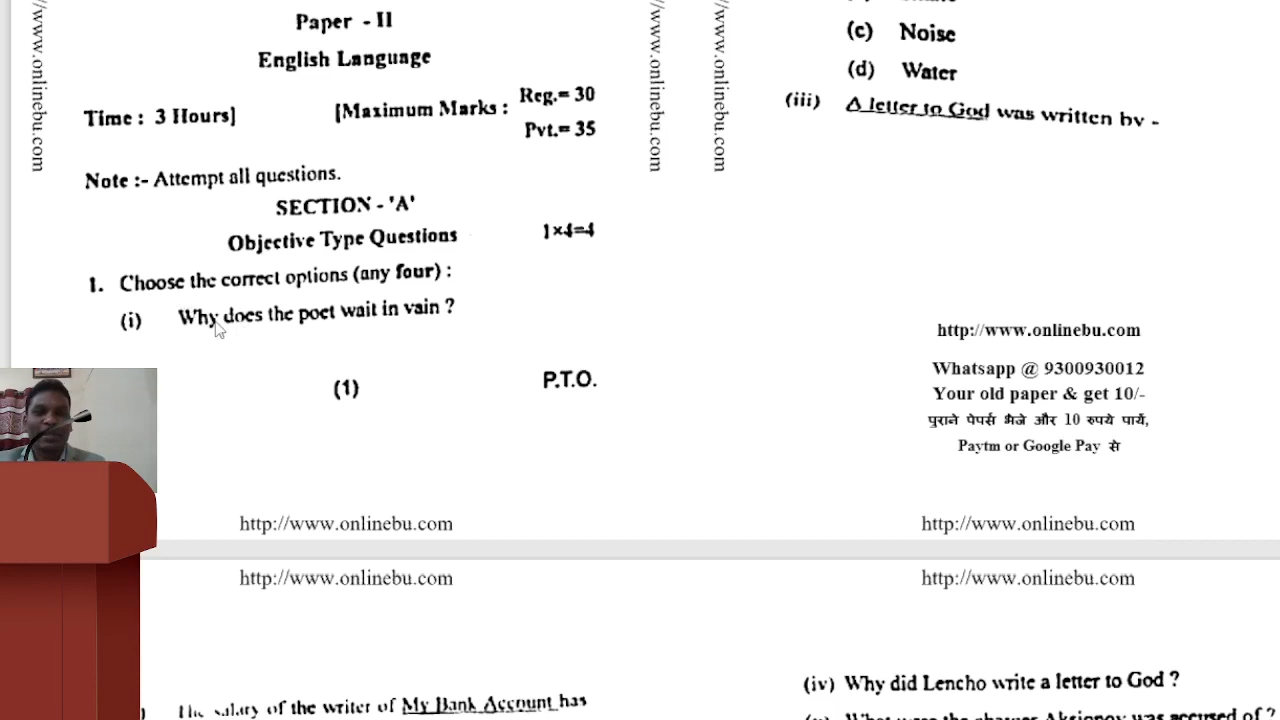 //www.onlinebu.com
Paper - II
English Language
Time : 3 Hours]
[Maximum Marks :
Reg.= 30
Pvt.= 35
Note :- Attempt all questions.
SECTION - 'A'
Objective Type Questions
1×4=4
1. Choose the correct options (any four) :
(i) Why does the poet wait in vain ?
(1)
P.T.O.
http://www.onlinebu.com
//www.onlinebu.com
//www.onlinebu.com
(c) Noise
(d) Water
(iii) A letter to God was written by -
http://www.onlinebu.com
Whatsapp @ 9300930012
Your old paper & get 10/-
पुराने पेपर्स भेजे और 10 रुपये पायें,
Paytm or Google Pay से
http://www.onlinebu.com
http://www.onlinebu.com
The salary of the writer of My Bank Account has
http://www.onlinebu.com
(iv) Why did Lencho write a letter to God ?
Aksionov was accused of ?